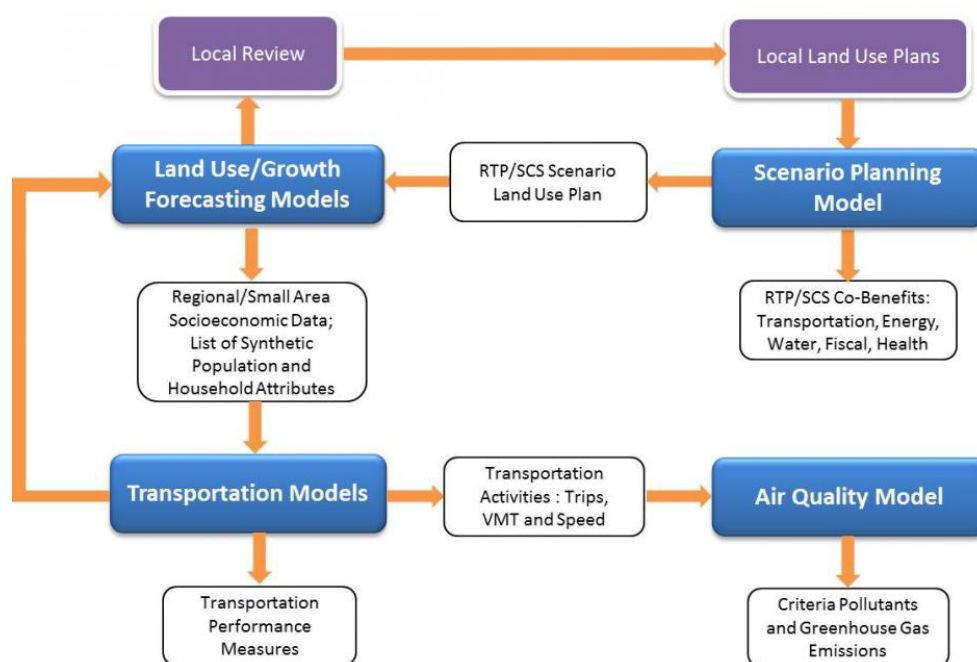 Local Review
Local Land Use Plans
Land Use/Growth
Forecasting Models
RTP/SCS Scenario
Land Use Plan
Scenario Planning
Model
Regional/Small Area
Socioeconomic Data;
List of Synthetic
Population and
Household Attributes
RTP/SCS Co-Benefits:
Transportation, Energy,
Water, Fiscal, Health
Transportation Models
Transportation
Activities : Trips,
VMT and Speed
Air Quality Model
Transportation
Performance
Measures
Criteria Pollutants
and Greenhouse Gas
Emissions